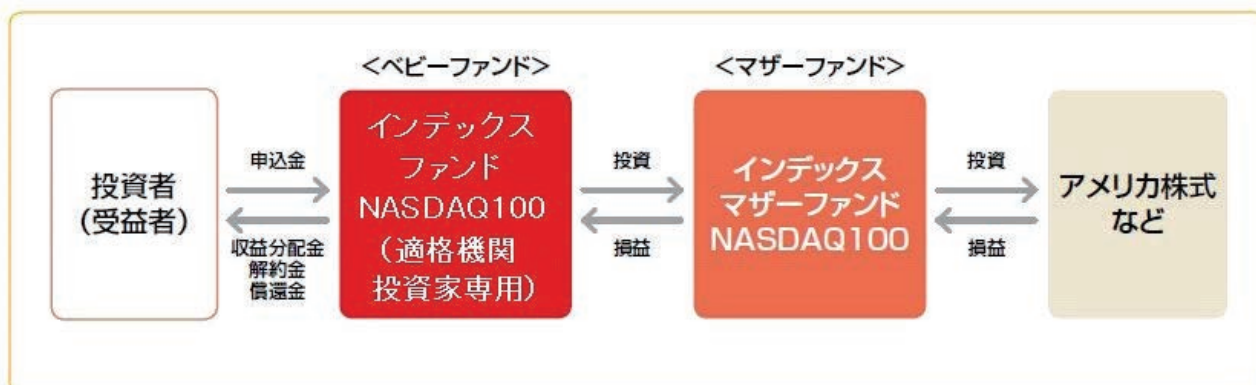 <ベビーファンド>
<マザーファンド>
投資者
(受益者)
申込金
収益分配金
解約金
償還金
インデックス
ファンド
NASDAQ100
(適格機関
投資家専用)
投資
損益
インデックス
マザーファンド
NASDAQ100
投資
損益
アメリカ株式
など